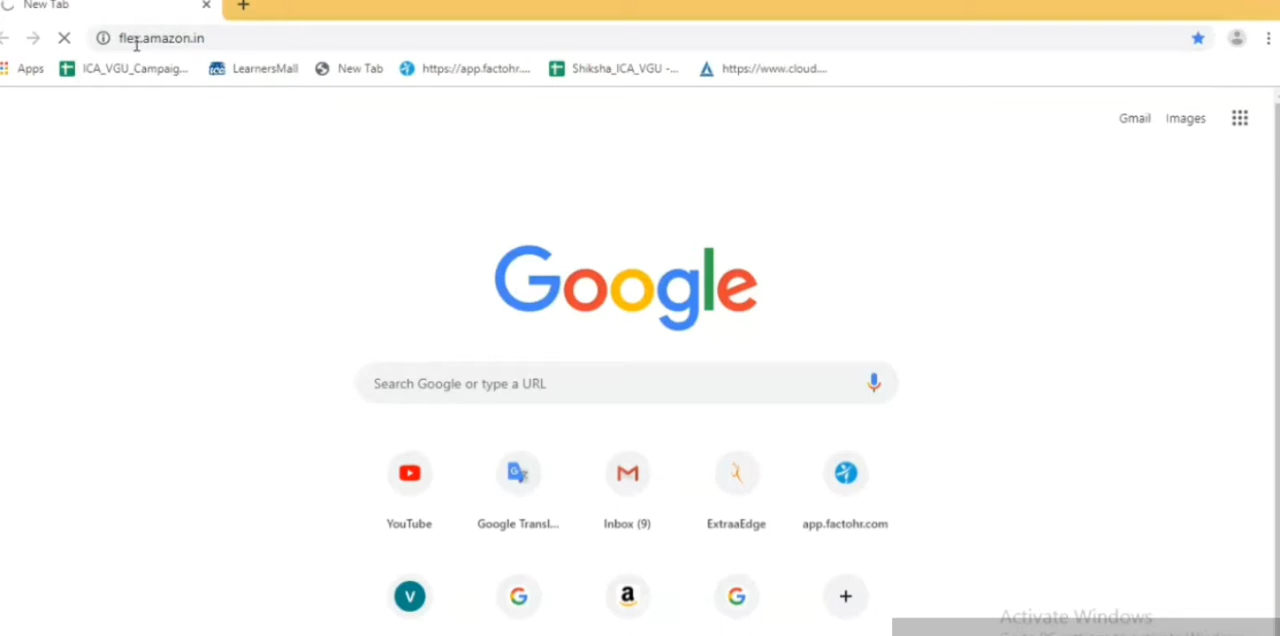 New Tab
flex.amazon.in
Apps ICA_VGU_Campaig... LearnersMall New Tab https://app.factohr.... Shiksha_ICA_VGU -... https://www.cloud....
Gmail Images
Google
Search Google or type a URL
YouTube Google Transl... Inbox (9) ExtraaEdge app.factohr.com
V
Activate Windows